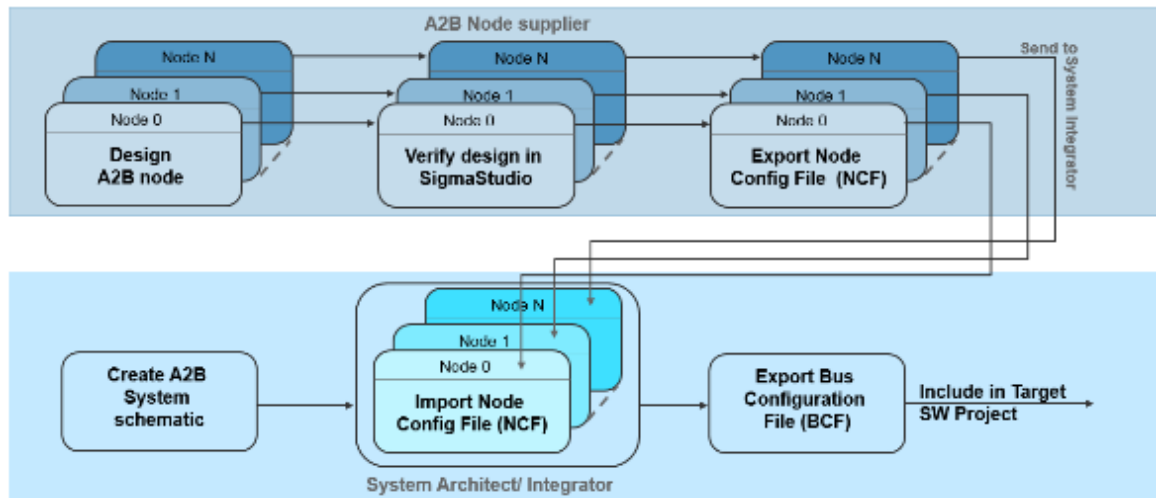 A2B Node supplier
Node N
Node 1
Node 0
Design
A2B node
Node N
Node 1
Node 0
Verify design in
SigmaStudio
Node N
Node 1
Node 0
Export Node
Config File (NCF)
Send to
System Integrator
Create A2B
System
schematic
Node N
Node 1
Node 0
Import Node
Config File (NCF)
Export Bus
Configuration
File (BCF)
Include in Target
SW Project
System Architect/ Integrator